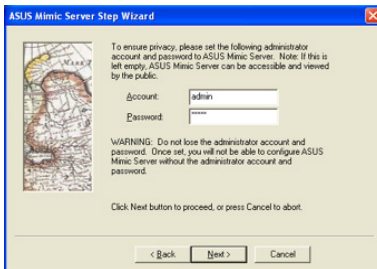 ASUS Mimic Server Step Wizard
To ensure privacy, please set the following administrator
account and password to ASUS Mimic Server. Note: If this is
left empty, ASUS Mimic Server can be accessible and viewed
by the public.
Account: admin
Password: *****
WARNING: Do not lose the administrator account and
password. Once set, you will not be able to configure ASUS
Mimic Server without the administrator account and
password.
Click Next button to proceed, or press Cancel to abort.
< Back Next > Cancel